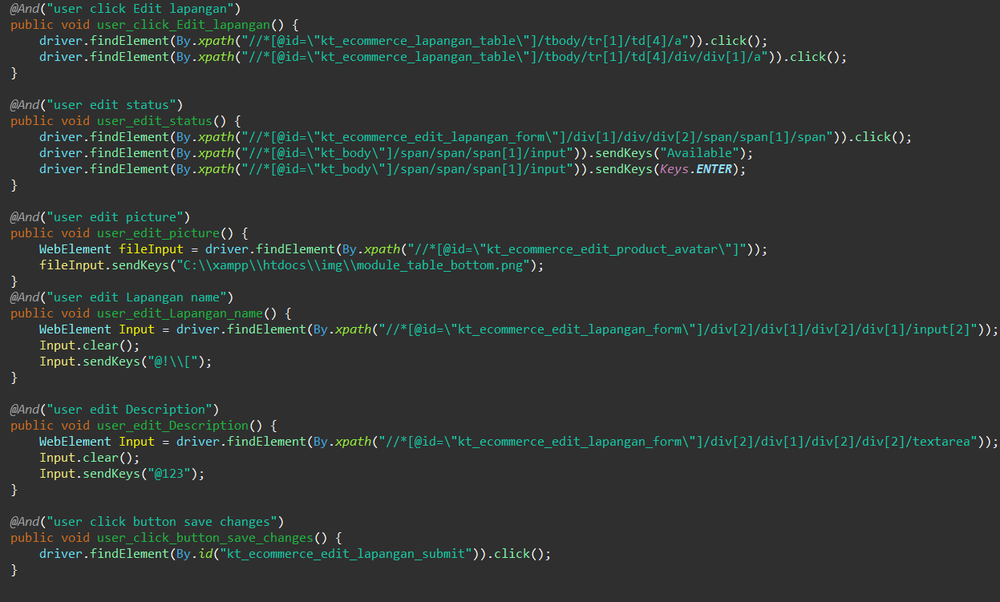 @And("user click Edit lapangan")
public void user_click_Edit_lapangan() {
    driver.findElement(By.xpath("//*[@id=\"kt_ecommerce_lapangan_table\"]/tbody/tr[1]/td[4]/a")).click();
    driver.findElement(By.xpath("//*[@id=\"kt_ecommerce_lapangan_table\"]/tbody/tr[1]/td[4]/div/div[1]/a")).click();
}

@And("user edit status")
public void user_edit_status() {
    driver.findElement(By.xpath("//*[@id=\"kt_ecommerce_edit_lapangan_form\"]/div[1]/div/div[2]/span/span[1]/span")).click();
    driver.findElement(By.xpath("//*[@id=\"kt_body\"]/span/span/span[1]/input")).sendKeys("Available");
    driver.findElement(By.xpath("//*[@id=\"kt_body\"]/span/span/span[1]/input")).sendKeys(Keys.ENTER);
}

@And("user edit picture")
public void user_edit_picture() {
    WebElement fileInput = driver.findElement(By.xpath("//*[@id=\"kt_ecommerce_edit_product_avatar\"]"));
    fileInput.sendKeys("C:\\xampp\\htdocs\\img\\module_table_bottom.png");
}
@And("user edit Lapangan name")
public void user_edit_Lapangan_name() {
    WebElement Input = driver.findElement(By.xpath("//*[@id=\"kt_ecommerce_edit_lapangan_form\"]/div[2]/div[1]/div[2]/div[1]/input[2]"));
    Input.clear();
    Input.sendKeys("@!\\[");
}

@And("user edit Description")
public void user_edit_Description() {
    WebElement Input = driver.findElement(By.xpath("//*[@id=\"kt_ecommerce_edit_lapangan_form\"]/div[2]/div[1]/div[2]/div[2]/textarea"));
    Input.clear();
    Input.sendKeys("@123");
}

@And("user click button save changes")
public void user_click_button_save_changes() {
    driver.findElement(By.id("kt_ecommerce_edit_lapangan_submit")).click();
}